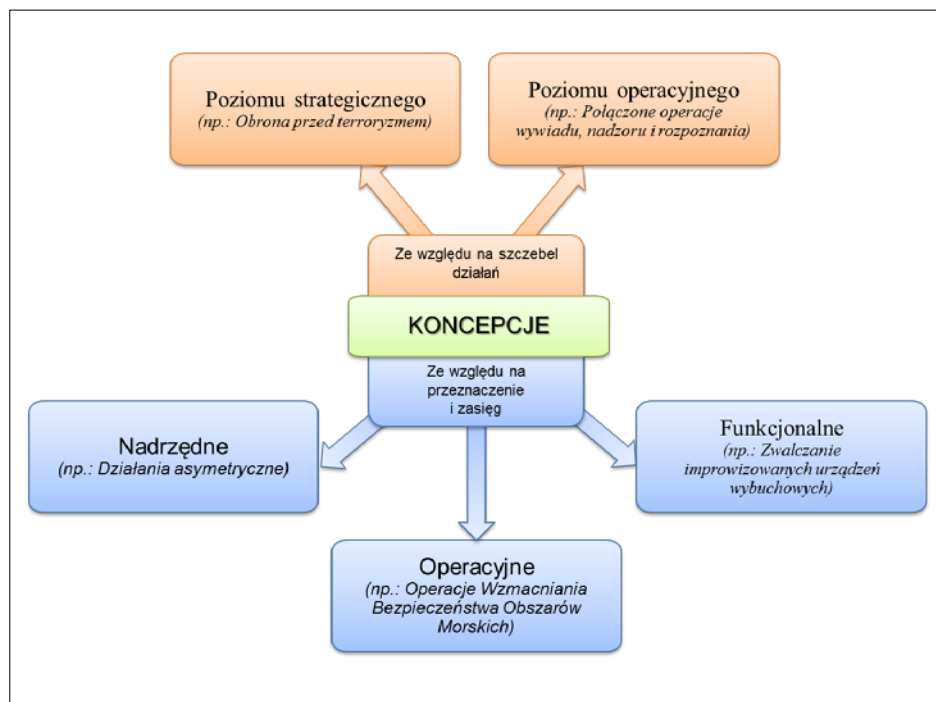 Poziomu strategicznego
(np.: Obrona przed terroryzmem)
Poziomu operacyjnego
(np.: Połączone operacje
wywiadu, nadzoru i rozpoznania)
Ze względu na szczebel
działań
KONCEPCJE
Ze względu na
przeznaczenie
i zasięg
Nadrzędne
(np.: Działania asymetryczne)
Funkcjonalne
(np.: Zwalczanie
improwizowanych urządzeń
wybuchowych)
Operacyjne
(np.: Operacje Wzmacniania
Bezpieczeństwa Obszarów
Morskich)